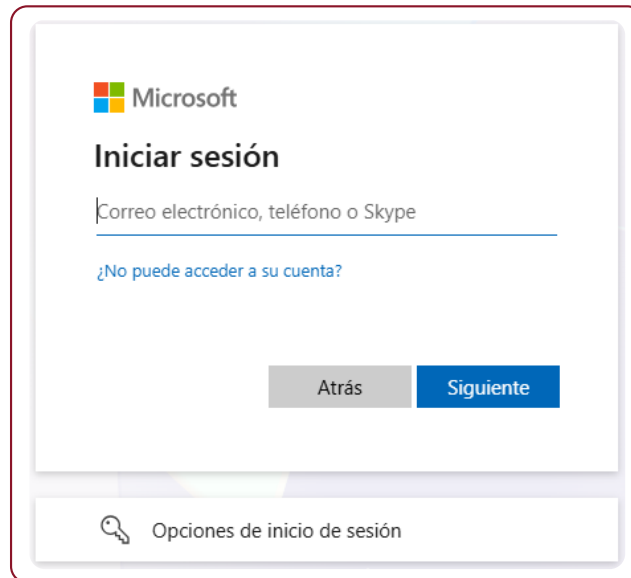 Microsoft
Iniciar sesión
Correo electrónico, teléfono o Skype
¿No puede acceder a su cuenta?
Atrás Siguiente
Opciones de inicio de sesión